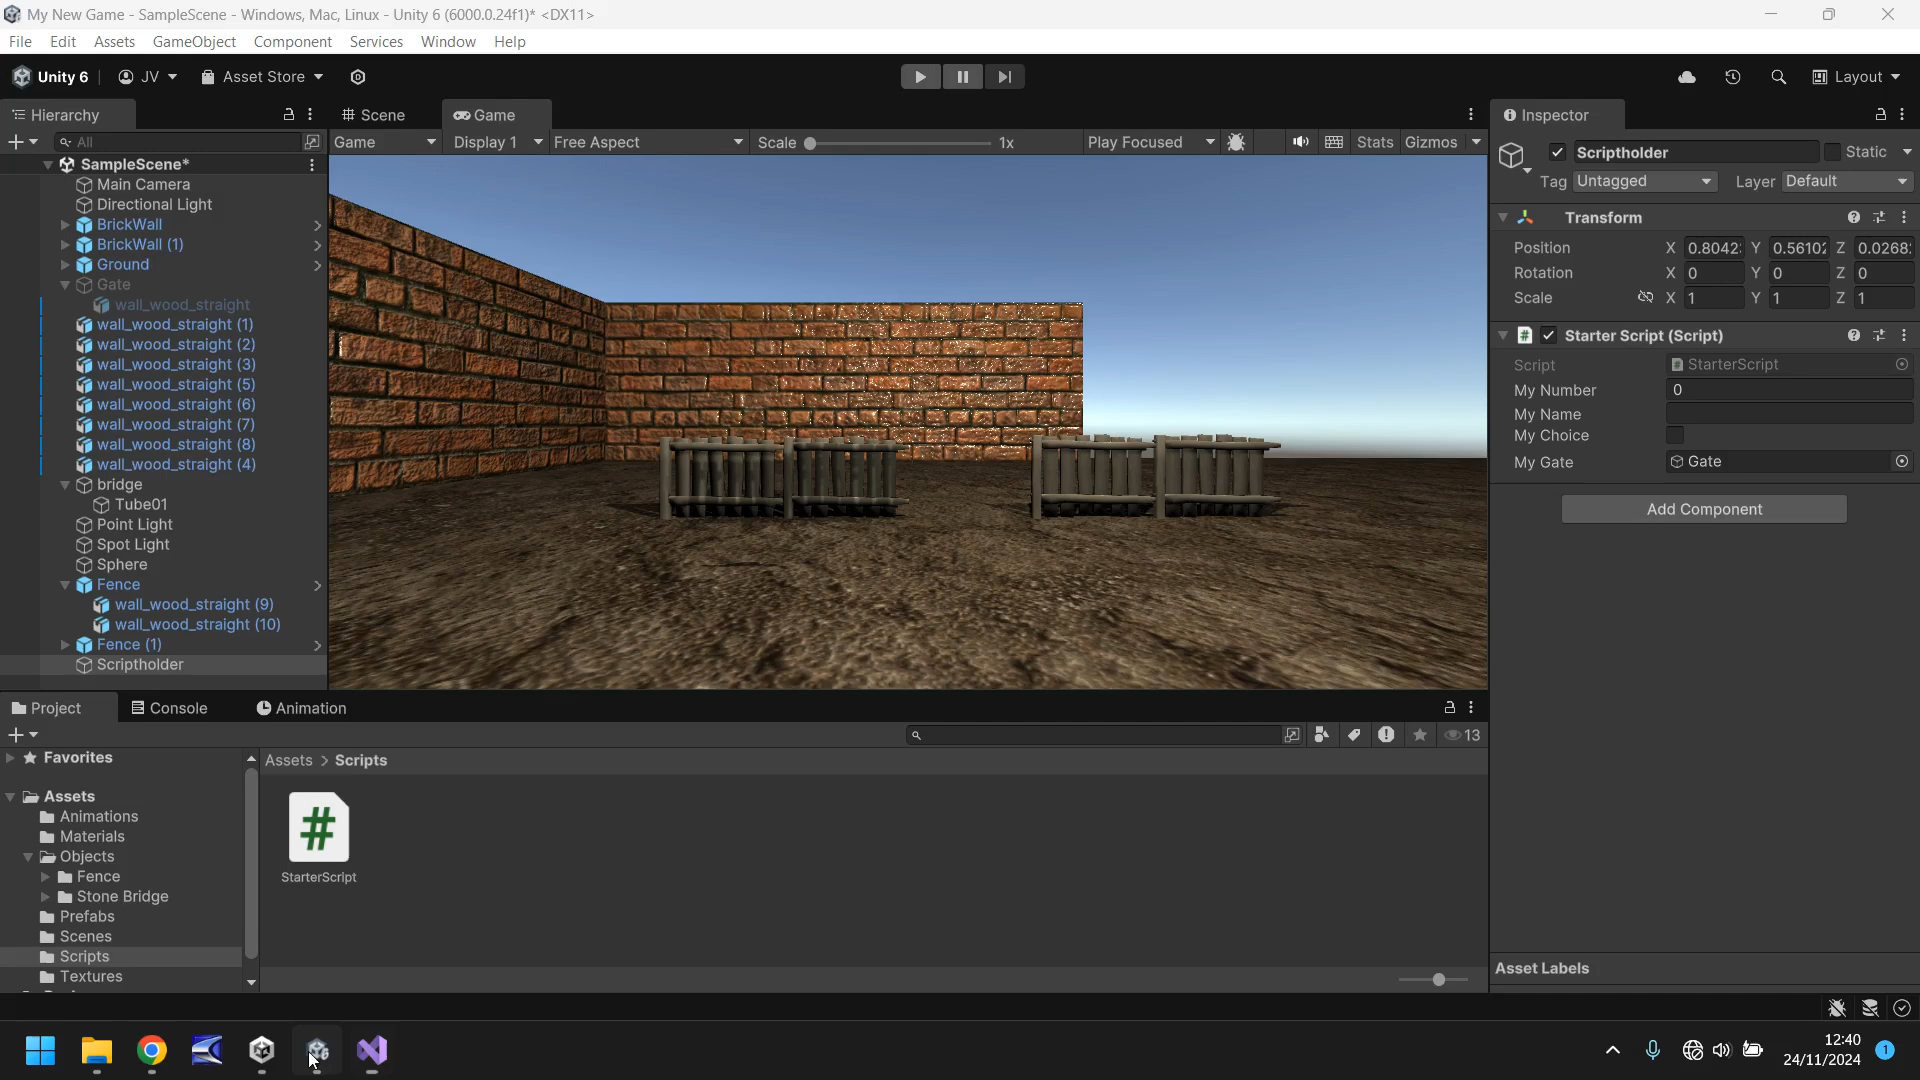 My New Game - SampleScene - Windows, Mac, Linux - Unity 6 (6000.0.24f1)* <DX11>
File Edit Assets GameObject Component Services Window Help
Unity 6 JV Asset Store Layout
Hierarchy Scene Game Inspector
All Game Display 1 Free Aspect Scale 1x Play Focused Stats Gizmos
Scriptholder Static
Tag Untagged Layer Default
Transform
Position X 0.8042 Y 0.5610 Z 0.0268
Rotation X 0 Y 0 Z 0
Scale X 1 Y 1 Z 1
Starter Script (Script)
Script StarterScript
My Number 0
My Name
My Choice
My Gate Gate
Add Component
Asset Labels
SampleScene*
Main Camera
Directional Light
BrickWall
BrickWall (1)
Ground
Gate
wall_wood_straight
wall_wood_straight (1)
wall_wood_straight (2)
wall_wood_straight (3)
wall_wood_straight (5)
wall_wood_straight (6)
wall_wood_straight (7)
wall_wood_straight (8)
wall_wood_straight (4)
bridge
Tube01
Point Light
Spot Light
Sphere
Fence
wall_wood_straight (9)
wall_wood_straight (10)
Fence (1)
Scriptholder
Project Console Animation
13
Favorites
Assets
Animations
Materials
Objects
Fence
Stone Bridge
Prefabs
Scenes
Scripts
Textures
Assets > Scripts
#
StarterScript
6
12:40
24/11/2024
1